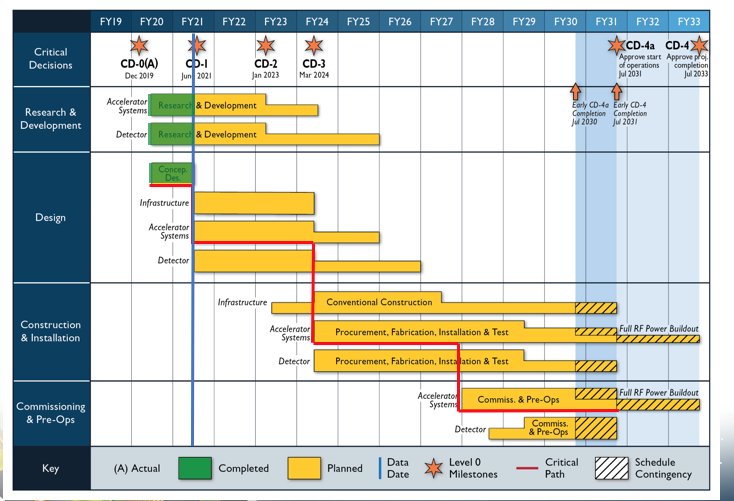 FY19 FY20 FY21 FY22 FY23 FY24 FY25 FY26 FY27 FY28 FY29 FY30 FY31 FY32 FY33
Critical
Decisions
CD-0(A)
Dec 2019
CD-1
June 2021
CD-2
Jan 2023
CD-3
Mar 2024
CD-4a
Approve start
of operations
Jul 2031
CD-4
Approve proj.
completion
Jul 2033
Early CD-4a
Completion
Jul 2030
Early CD-4
Completion
Jul 2031
Research &
Development
Accelerator
Systems
Research & Development
Detector
Research & Development
Design
Concep.
Des.
Infrastructure
Accelerator
Systems
Detector
Construction
& Installation
Infrastructure
Conventional Construction
Accelerator
Systems
Procurement, Fabrication, Installation & Test
Full RF Power Buildout
Detector
Procurement, Fabrication, Installation & Test
Commissioning
& Pre-Ops
Accelerator
Systems
Commiss. & Pre-Ops
Full RF Power Buildout
Detector
Commiss.
& Pre-Ops
Key
(A) Actual
Completed
Planned
Data
Date
Level 0
Milestones
Critical
Path
Schedule
Contingency